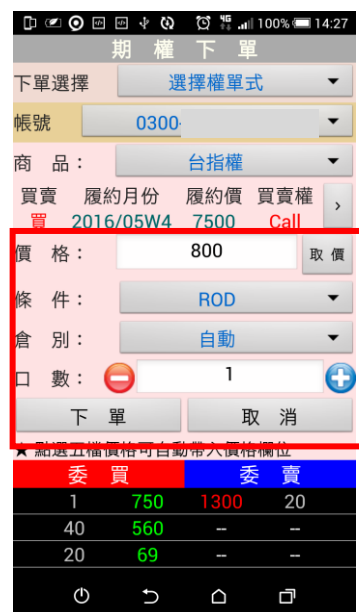 4G 100% 14:27
期 權 下 單
下單選擇 選擇權單式
帳號 0300-
商 品： 台指權
買賣 履約月份 履約價 買賣權
買 2016/05W4 7500 Call
價 格： 800 取 價
條 件： ROD
倉 別： 自動
口 數： 1
下 單 取 消
★ 點選五檔價格可自動帶入價格欄位
委 買 委 賣
1 750 1300 20
40 560 -- --
20 69 -- --